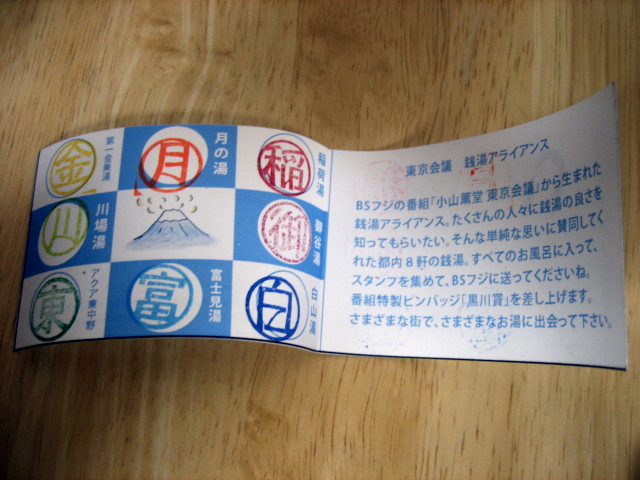 金
第一金乗湯
月
月の湯
稲
稲荷湯
川
川場湯
御
御谷湯
東
アクア東中野
富
富士見湯
白
白山湯
東京会議 銭湯アライアンス
BSフジの番組「小山薫堂 東京会議」から生まれた
銭湯アライアンス。たくさんの人々に銭湯の良さを
知ってもらいたい。そんな単純な思いに賛同してく
れた都内8軒の銭湯。すべてのお風呂に入って、
スタンプを集めて、BSフジに送ってくださいね。
番組特製ピンバッジ「黒川賞」を差し上げます。
さまざまな街で、さまざまなお湯に出会って下さい。